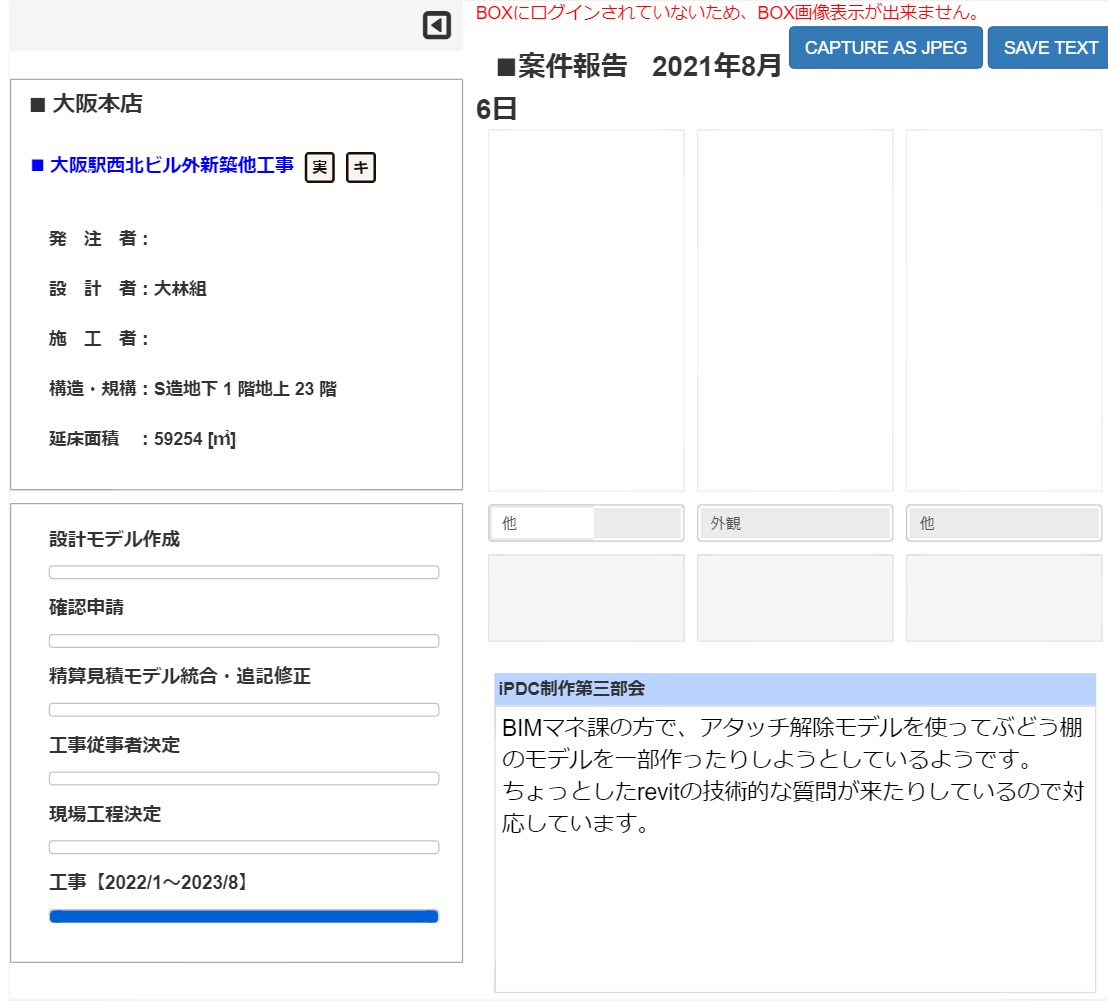 BOXにログインされていないため、BOX画像表示が出来ません。
CAPTURE AS JPEG
SAVE TEXT
■案件報告　2021年8月
6日
■ 大阪本店
■ 大阪駅西北ビル外新築他工事 実 キ
発　注　者：
設　計　者：大林組
施　工　者：
構造・規構：S造地下 1 階地上 23 階
延床面積　：59254 [㎡]
設計モデル作成
確認申請
精算見積モデル統合・追記修正
工事従事者決定
現場工程決定
工事【2022/1～2023/8】
他
外観
他
iPDC制作第三部会
BIMマネ課の方で、アタッチ解除モデルを使ってぶどう棚
のモデルを一部作ったりしようとしているようです。
ちょっとしたrevitの技術的な質問が来たりしているので対
応しています。